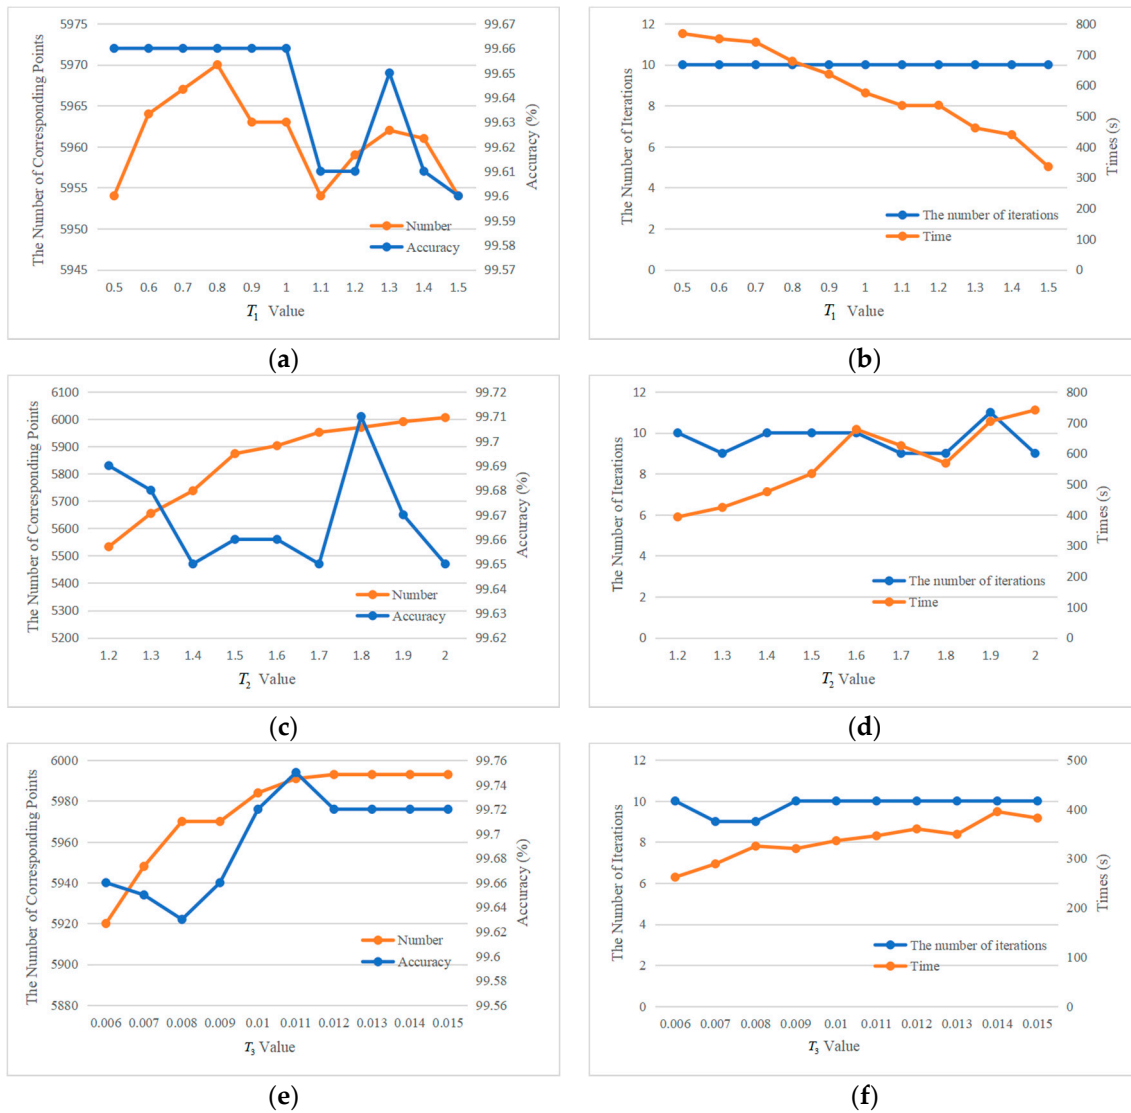 The Number of Corresponding Points
5975
5970
5965
5960
5955
5950
5945
99.67
99.66
99.65
99.64
99.63
99.62
99.61
99.6
99.59
99.58
99.57
Accuracy (%)
Number
Accuracy
0.5 0.6 0.7 0.8 0.9 1 1.1 1.2 1.3 1.4 1.5
T1 Value
(a)
The Number of Iterations
12
10
8
6
4
2
0
800
700
600
500
400
300
200
100
0
Times (s)
The number of iterations
Time
0.5 0.6 0.7 0.8 0.9 1 1.1 1.2 1.3 1.4 1.5
T1 Value
(b)
The Number of Corresponding Points
6100
6000
5900
5800
5700
5600
5500
5400
5300
5200
99.72
99.71
99.7
99.69
99.68
99.67
99.66
99.65
99.64
99.63
99.62
Accuracy (%)
Number
Accuracy
1.2 1.3 1.4 1.5 1.6 1.7 1.8 1.9 2
T2 Value
(c)
The Number of Iterations
12
10
8
6
4
2
0
800
700
600
500
400
300
200
100
0
Times (s)
The number of iterations
Time
1.2 1.3 1.4 1.5 1.6 1.7 1.8 1.9 2
T2 Value
(d)
The Number of Corresponding Points
6000
5980
5960
5940
5920
5900
5880
99.76
99.74
99.72
99.7
99.68
99.66
99.64
99.62
99.6
99.58
99.56
Accuracy (%)
Number
Accuracy
0.006 0.007 0.008 0.009 0.01 0.011 0.012 0.013 0.014 0.015
T3 Value
(e)
The Number of Iterations
12
10
8
6
4
2
0
500
400
300
200
100
0
Times (s)
The number of iterations
Time
0.006 0.007 0.008 0.009 0.01 0.011 0.012 0.013 0.014 0.015
T3 Value
(f)